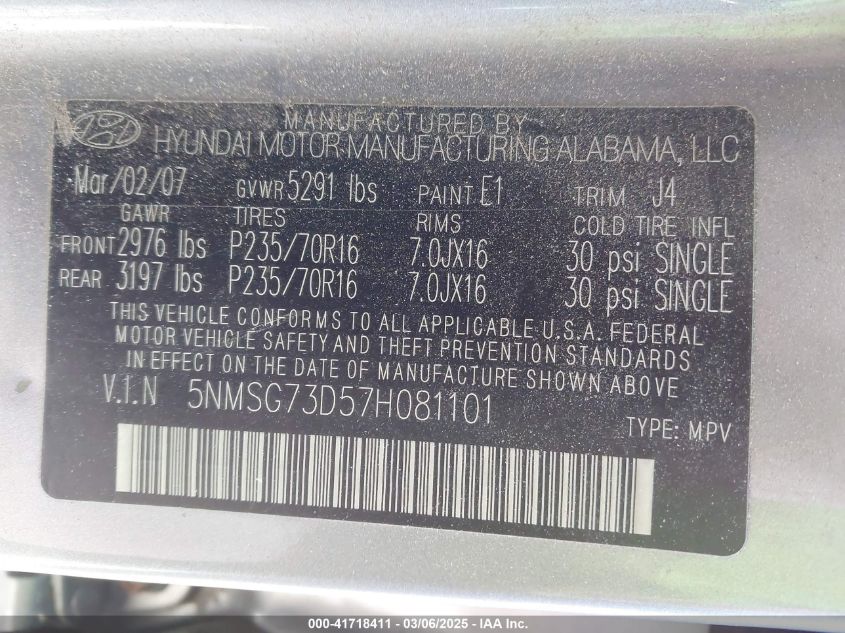 MANUFACTURED BY
HYUNDAI MOTOR MANUFACTURING ALABAMA, LLC
Mar/02/07 GVWR 5291 lbs PAINT E1 TRIM J4
GAWR TIRES RIMS COLD TIRE INFL
FRONT 2976 lbs P235/70R16 7.0JX16 30 psi SINGLE
REAR 3197 lbs P235/70R16 7.0JX16 30 psi SINGLE
THIS VEHICLE CONFORMS TO ALL APPLICABLE U.S.A. FEDERAL
MOTOR VEHICLE SAFETY AND THEFT PREVENTION STANDARDS
IN EFFECT ON THE DATE OF MANUFACTURE SHOWN ABOVE
V.I.N 5NMSG73D57H081101
TYPE: MPV
000-41718411 - 03/06/2025 - IAA Inc.